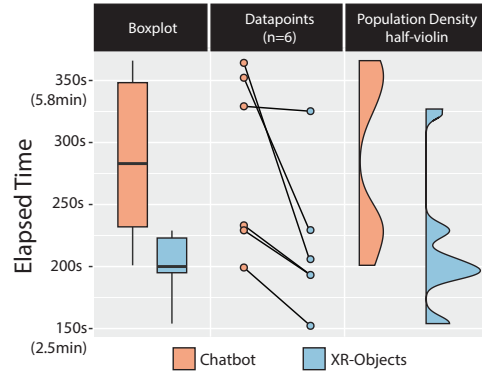 Boxplot
Datapoints
(n=6)
Population Density
half-violin
Elapsed Time
350s
(5.8min)
300s
250s
200s
150s
(2.5min)
Chatbot
XR-Objects